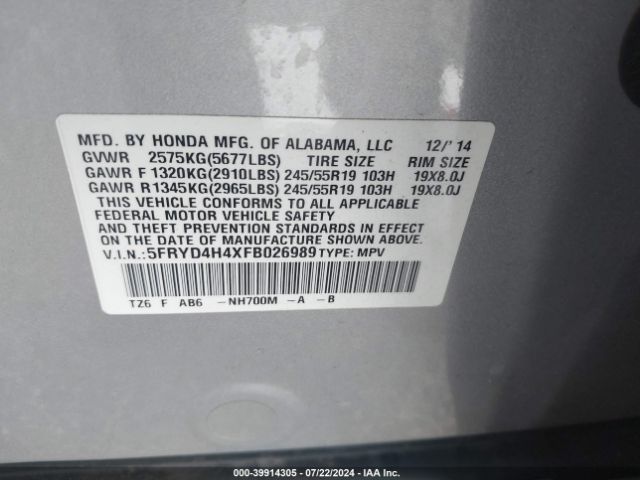 MFD. BY HONDA MFG. OF ALABAMA, LLC 12/'14
GVWR 2575KG(5677LBS) TIRE SIZE RIM SIZE
GAWR F 1320KG(2910LBS) 245/55R19 103H 19X8.0J
GAWR R 1345KG(2965LBS) 245/55R19 103H 19X8.0J
THIS VEHICLE CONFORMS TO ALL APPLICABLE
FEDERAL MOTOR VEHICLE SAFETY
AND THEFT PREVENTION STANDARDS IN EFFECT
ON THE DATE OF MANUFACTURE SHOWN ABOVE.
V.I.N.:5FRYD4H4XFB026989 TYPE: MPV
TZ6 F AB6 -NH700M -A -B
000-39914305 - 07/22/2024 - IAA Inc.